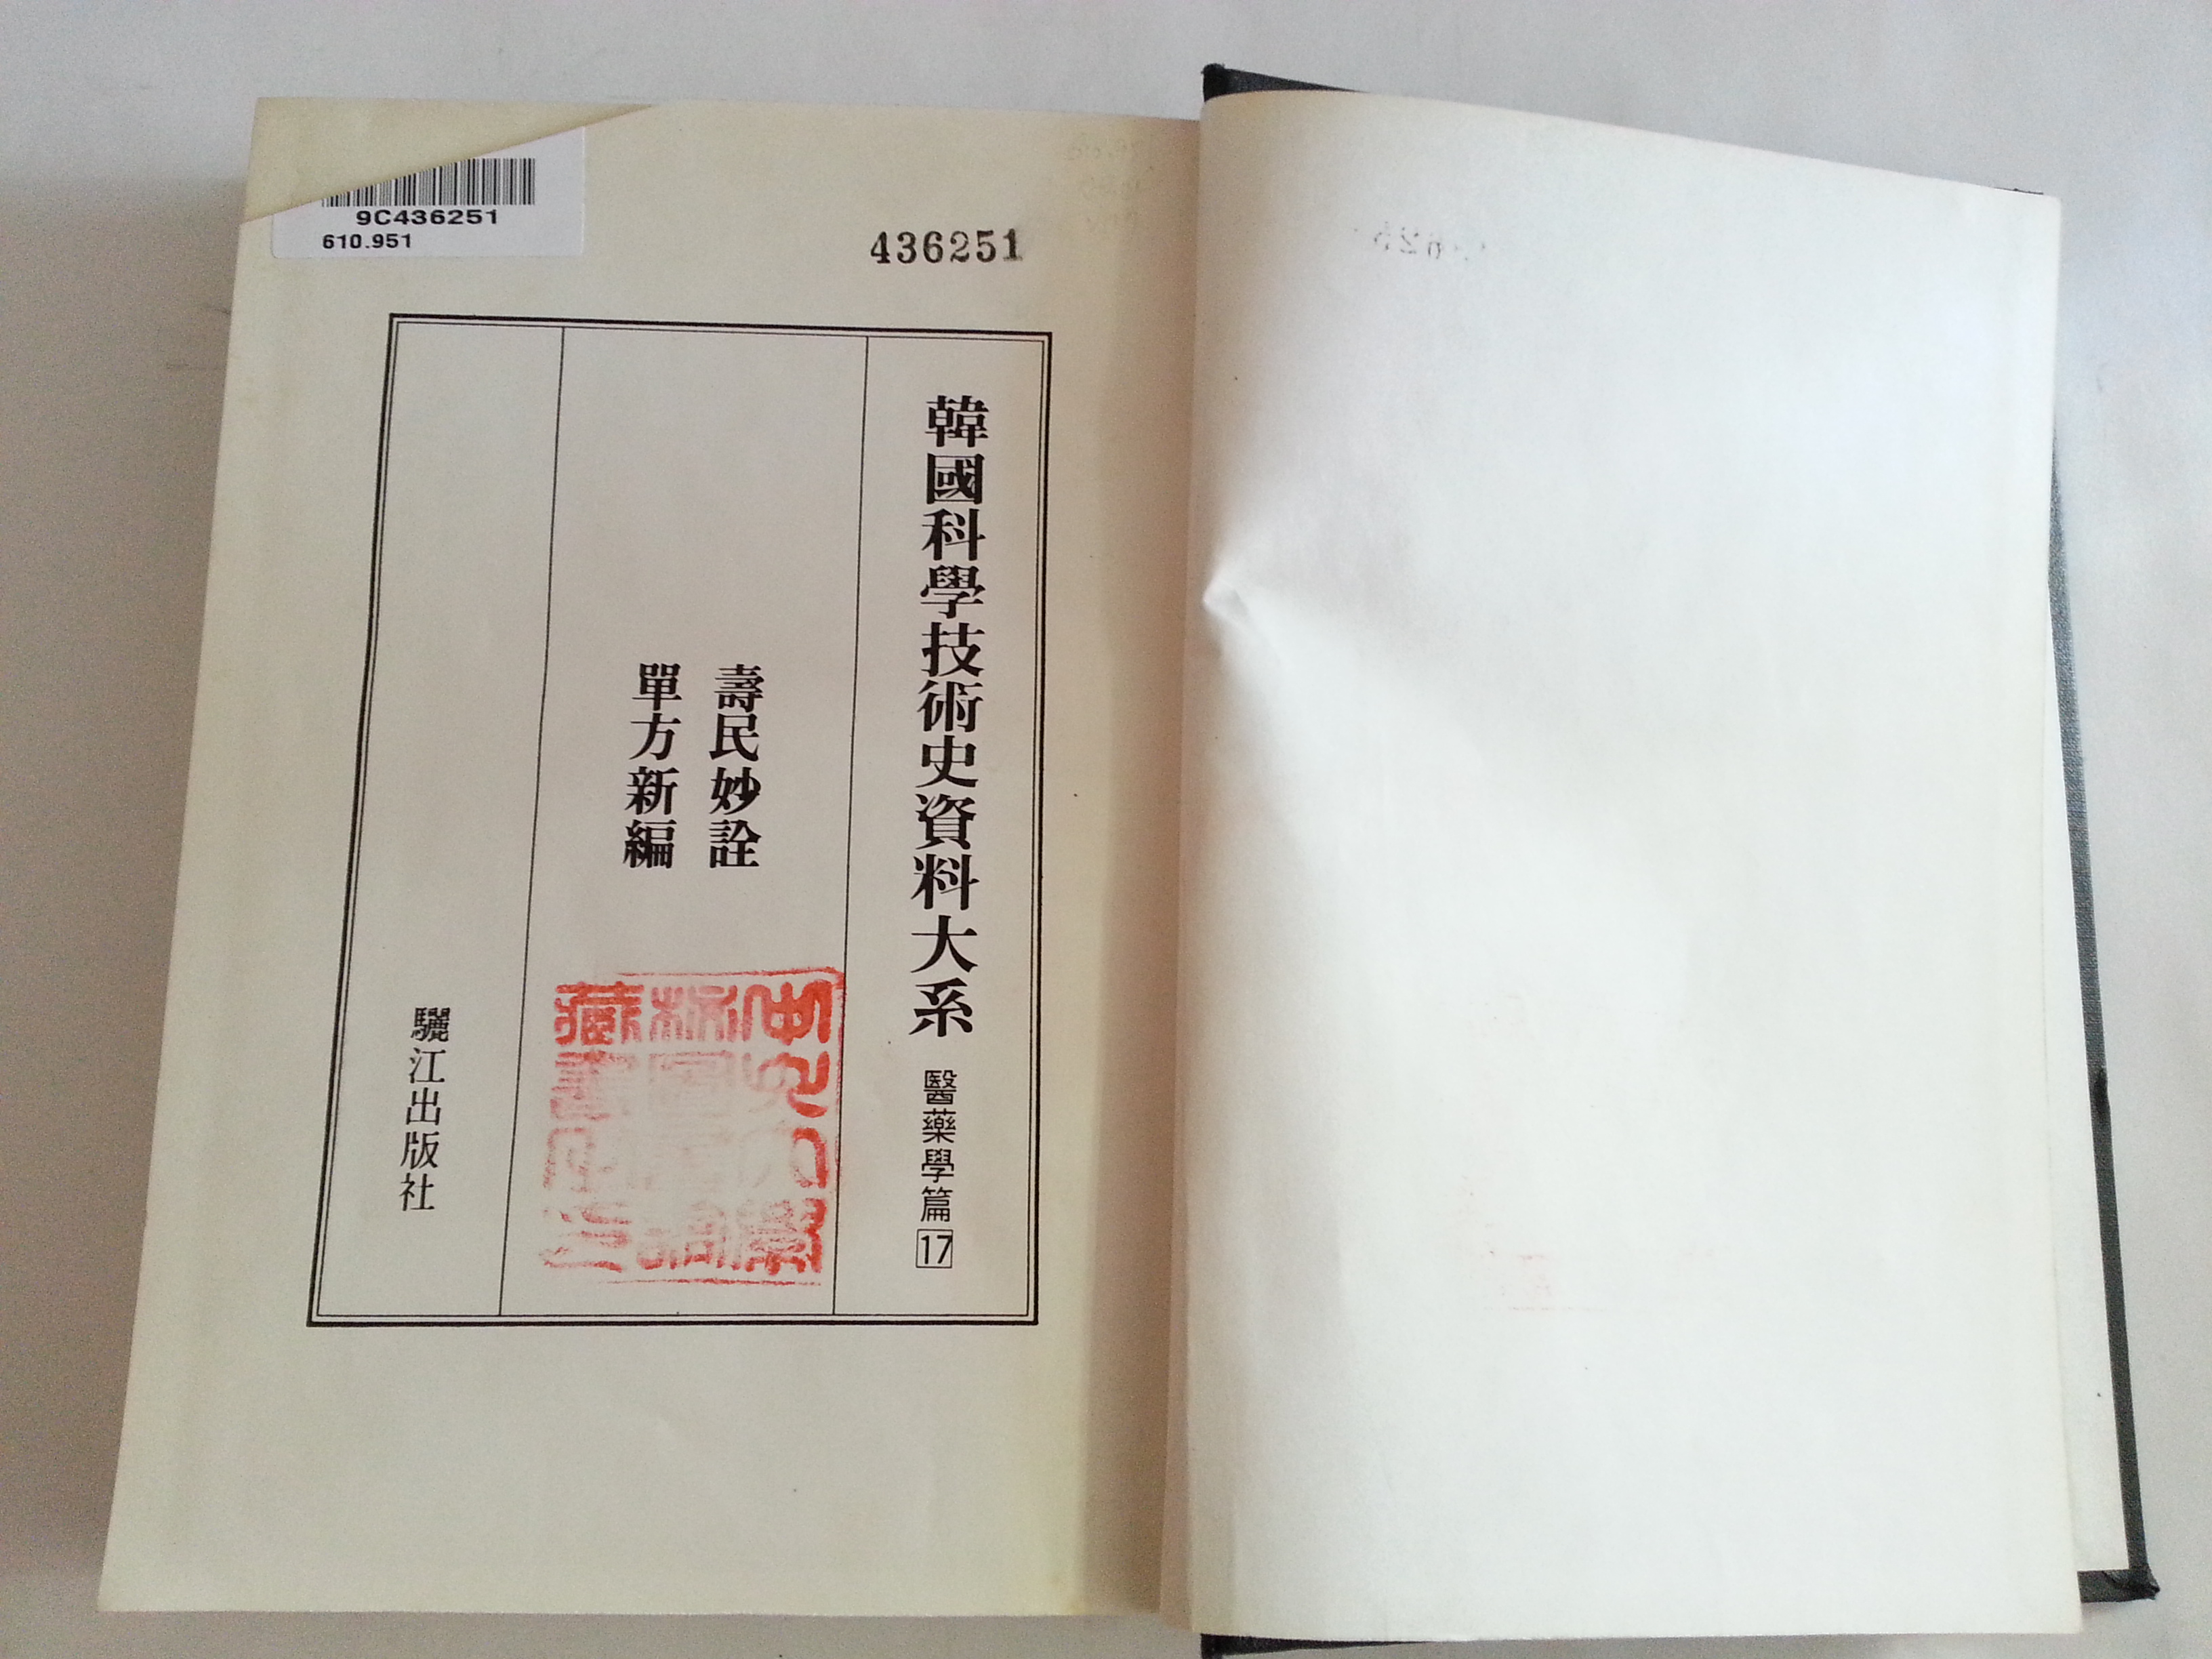 9C436251
610.951
436251
韓國科學技術史資料大系 醫藥學篇 17
壽民妙詮
單方新編
驪江出版社